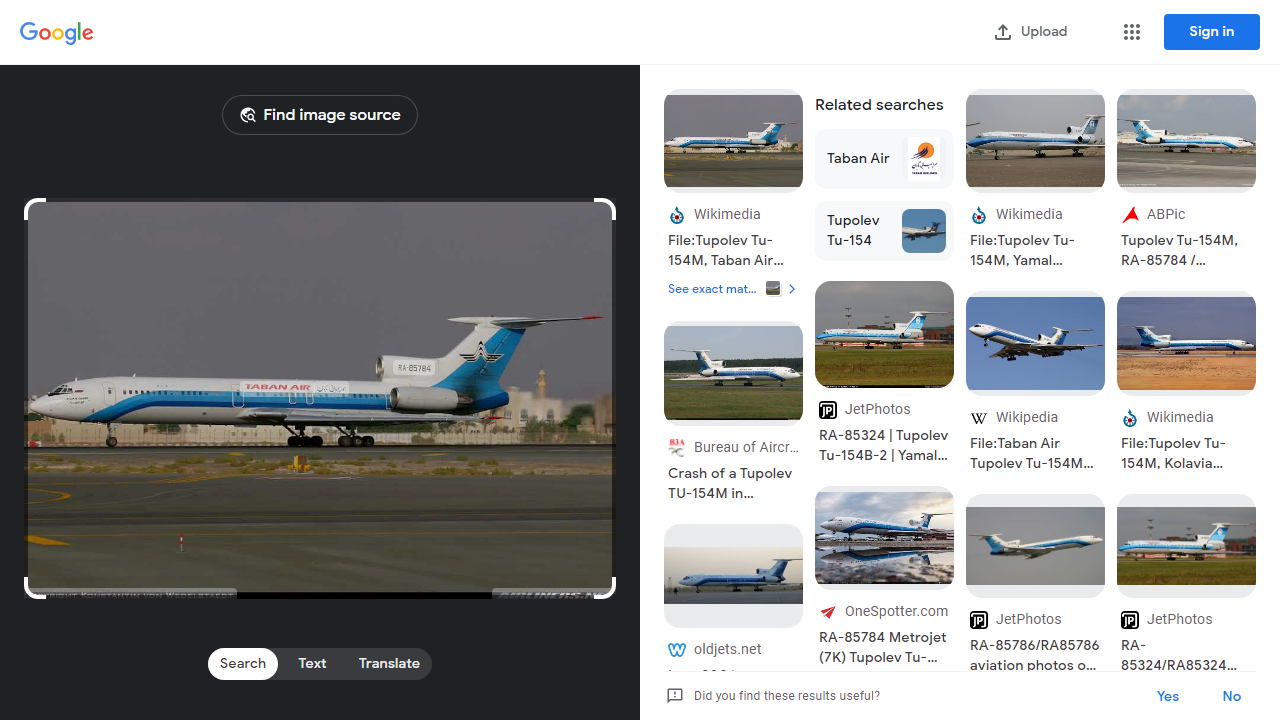 Google
Upload
Sign in
Find image source
RA-85784
TABAN AIR
Search
Text
Translate
Wikimedia
File:Tupolev Tu-
154M, Taban Air...
See exact mat...
Related searches
Taban Air
Tupolev
Tu-154
Wikimedia
File:Tupolev Tu-
154M, Yamal...
ABPic
Tupolev Tu-154M,
RA-85784 /...
Bureau of Aircr...
Crash of a Tupolev
TU-154M in...
JetPhotos
RA-85324 | Tupolev
Tu-154B-2 | Yamal...
Wikipedia
File:Taban Air
Tupolev Tu-154M...
Wikimedia
File:Tupolev Tu-
154M, Kolavia...
oldjets.net
OneSpotter.com
RA-85784 Metrojet
(7K) Tupolev Tu-...
JetPhotos
RA-85786/RA85786
aviation photos o...
JetPhotos
RA-
85324/RA85324...
Did you find these results useful?
Yes
No